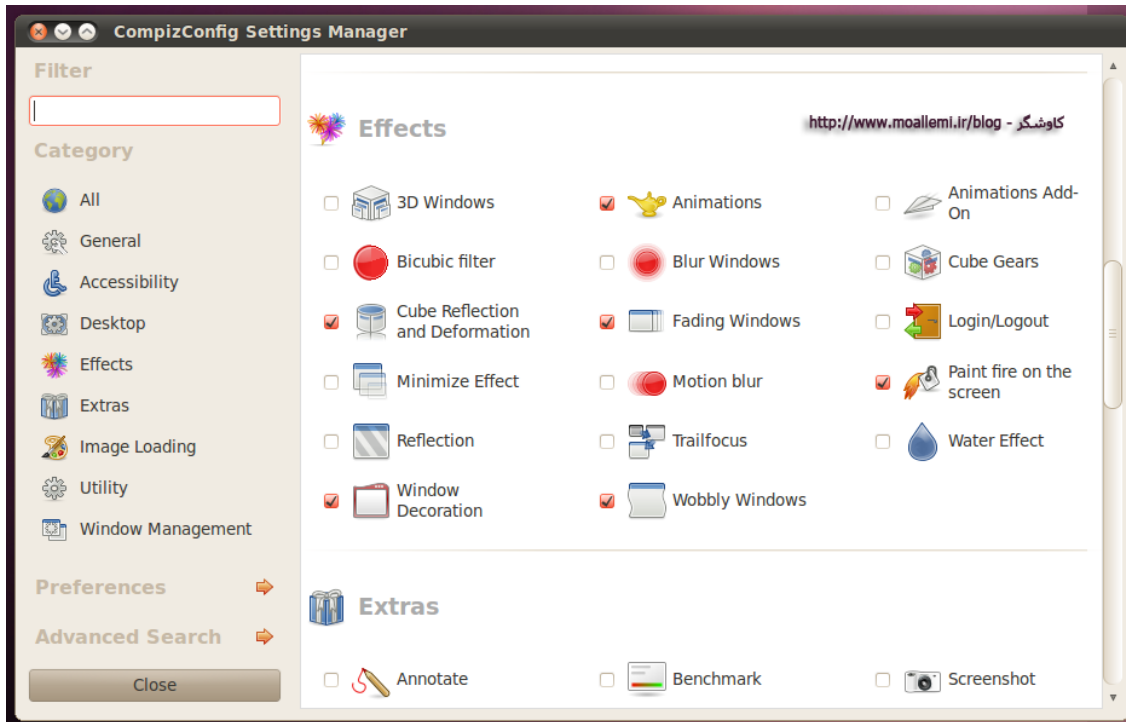 CompizConfig Settings Manager
Filter
Category
All
General
Accessibility
Desktop
Effects
Extras
Image Loading
Utility
Window Management
Preferences
Advanced Search
Close
Effects
http://www.moallemi.ir/blog - کاوشگر
3D Windows
Animations
Animations Add-
On
Bicubic filter
Blur Windows
Cube Gears
Cube Reflection
and Deformation
Fading Windows
Login/Logout
Minimize Effect
Motion blur
Paint fire on the
screen
Reflection
Trailfocus
Water Effect
Window
Decoration
Wobbly Windows
Extras
Annotate
Benchmark
Screenshot